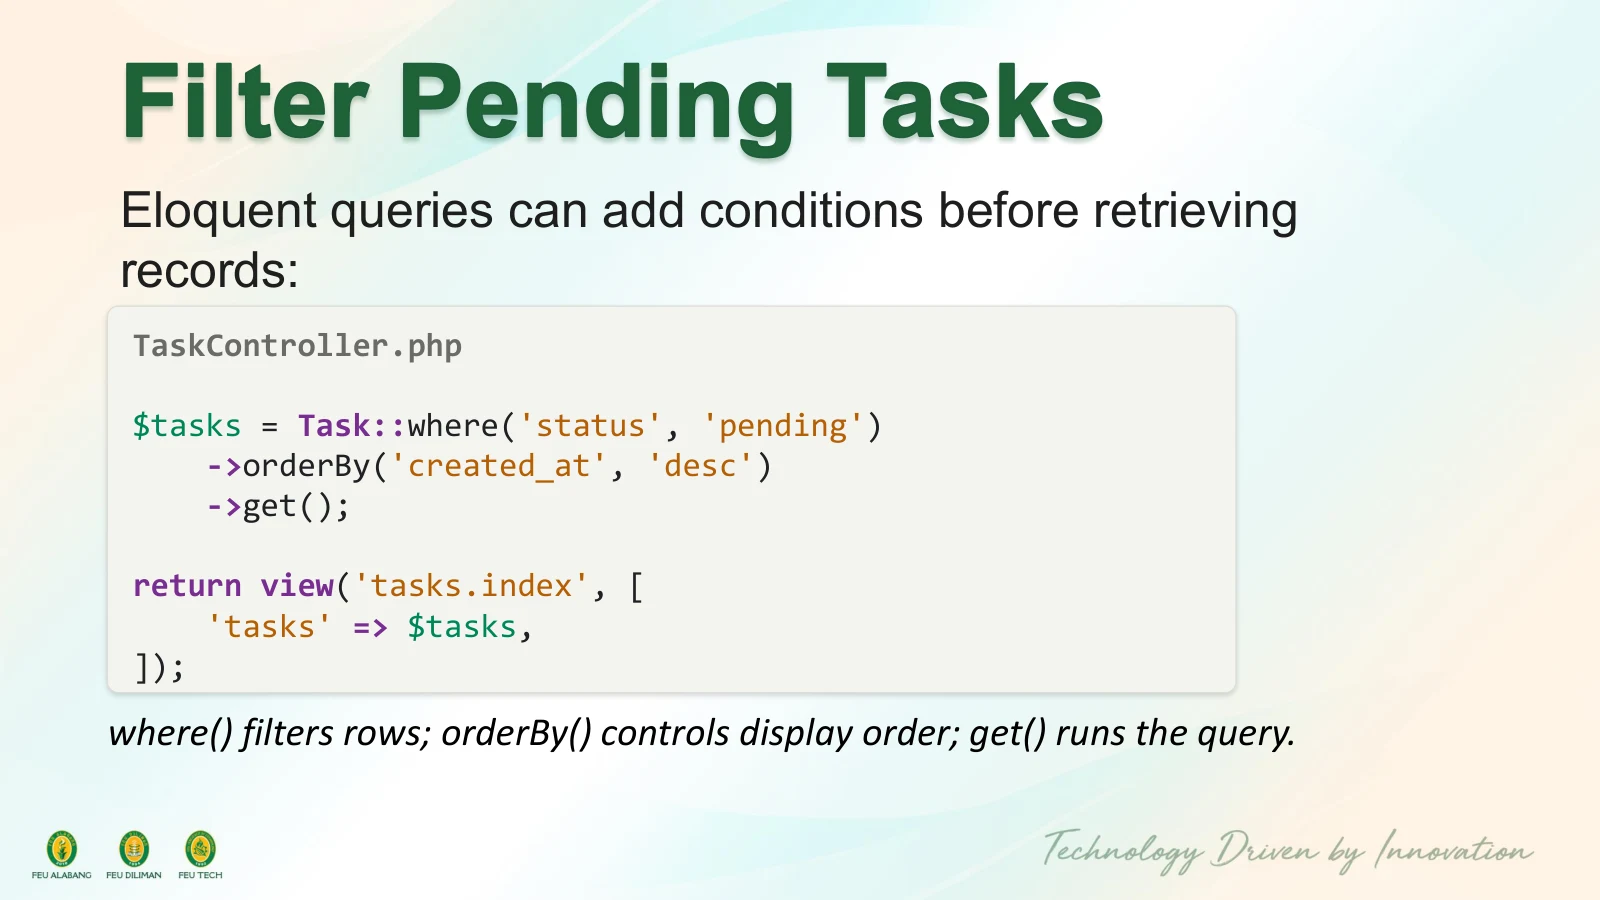 Filter Pending Tasks
Eloquent queries can add conditions before retrieving
records:
TaskController.php
$tasks = Task::where('status', 'pending')
    ->orderBy('created_at', 'desc')
    ->get();
return view('tasks.index', [
    'tasks' => $tasks,
]);
where() filters rows; orderBy() controls display order; get() runs the query.
FEU ALABANG
FEU DILIMAN
FEU TECH
Technology Driven by Innovation